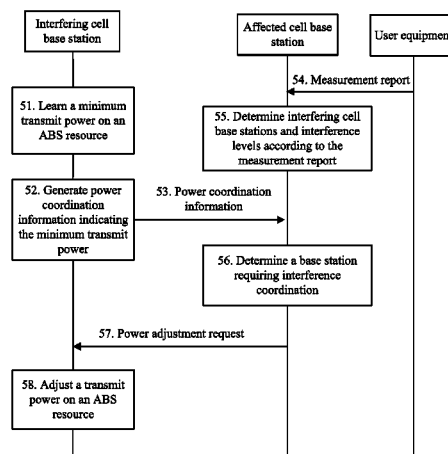 Interfering cell
base station
Affected cell base
station
User equipment
54. Measurement report
51. Learn a minimum
transmit power on an
ABS resource
55. Determine interfering cell
base stations and interference
levels according to the
measurement report
52. Generate power
coordination
information indicating
the minimum transmit
power
53. Power coordination
information
56. Determine a base station
requiring interference
coordination
57. Power adjustment request
58. Adjust a transmit
power on an ABS
resource